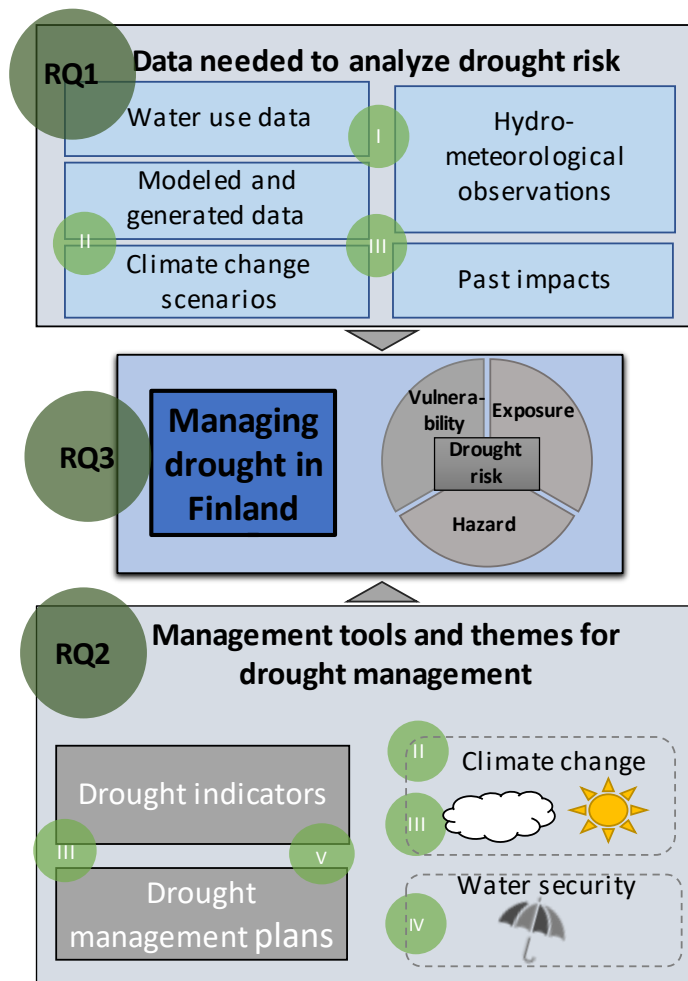 RQ1
Data needed to analyze drought risk
Water use data
I
Hydro-
meteorological
observations
Modeled and
generated data
II
III
Climate change
scenarios
Past impacts
RQ3
Managing
drought in
Finland
Vulnera-
bility
Exposure
Drought
risk
Hazard
RQ2
Management tools and themes for
drought management
Drought indicators
III
V
Drought
management plans
II
Climate change
III
Water security
IV